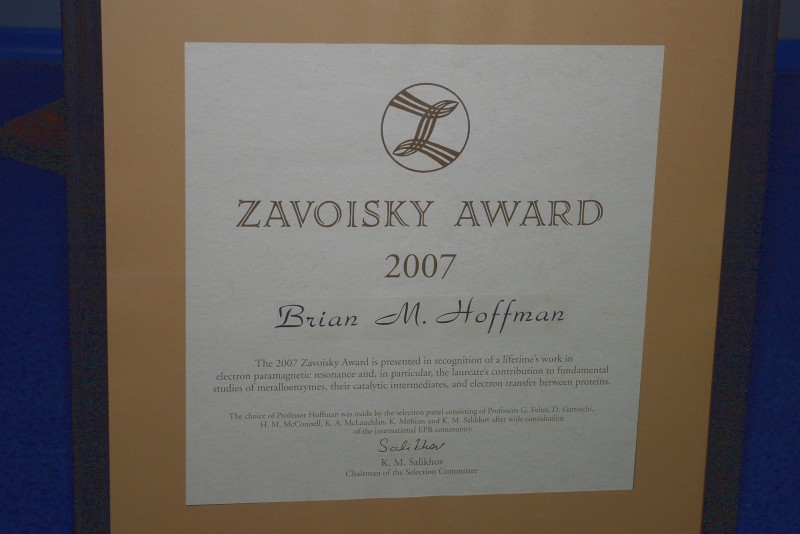 ZAVOISKY AWARD
2007
Brian M. Hoffman
The 2007 Zavoisky Award is presented in recognition of a lifetime's work in
electron paramagnetic resonance and, in particular, the laureate's contribution to fundamental
studies of metalloenzymes, their catalytic intermediates, and electron transfer between proteins.
The choice of Professor Hoffman was made by the selection panel consisting of Professors G. Feher, D. Gatteschi,
H. M. McConnell, K. A. McLauchlan, K. Möbius, and K. M. Salikhov after wide consultation
of the international EPR community.
Salikhov
K. M. Salikhov
Chairman of the Selection Committee